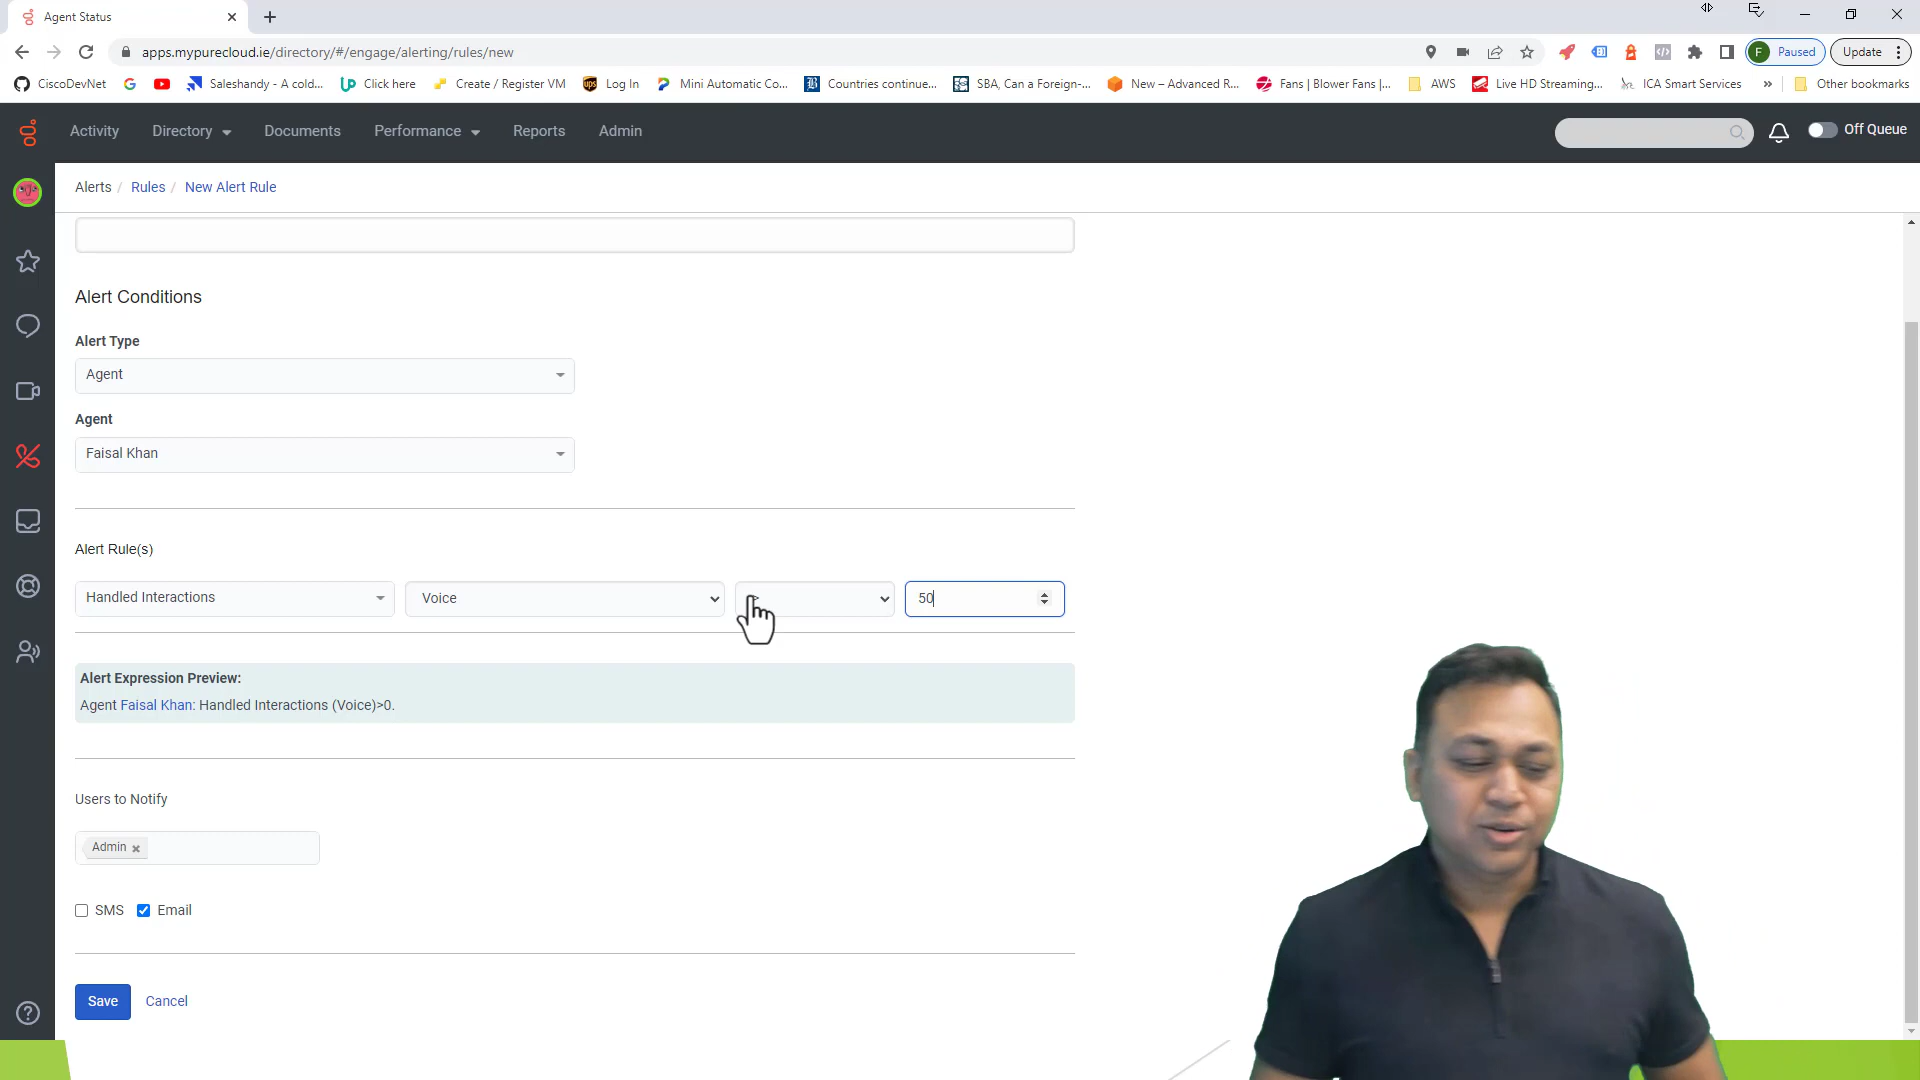 Agent Status
apps.mypurecloud.ie/directory/#/engage/alerting/rules/new
F Paused Update
CiscoDevNet Saleshandy - A cold... Click here Create / Register VM Log In Mini Automatic Co... Countries continue... SBA, Can a Foreign-... New – Advanced R... Fans | Blower Fans |... AWS Live HD Streaming... ICA Smart Services » Other bookmarks
Activity Directory Documents Performance Reports Admin Off Queue
Alerts / Rules / New Alert Rule
Alert Conditions
Alert Type
Agent
Agent
Faisal Khan
Alert Rule(s)
Handled Interactions Voice 50
Alert Expression Preview:
Agent Faisal Khan: Handled Interactions (Voice)>0.
Users to Notify
Admin ×
SMS Email
Save Cancel